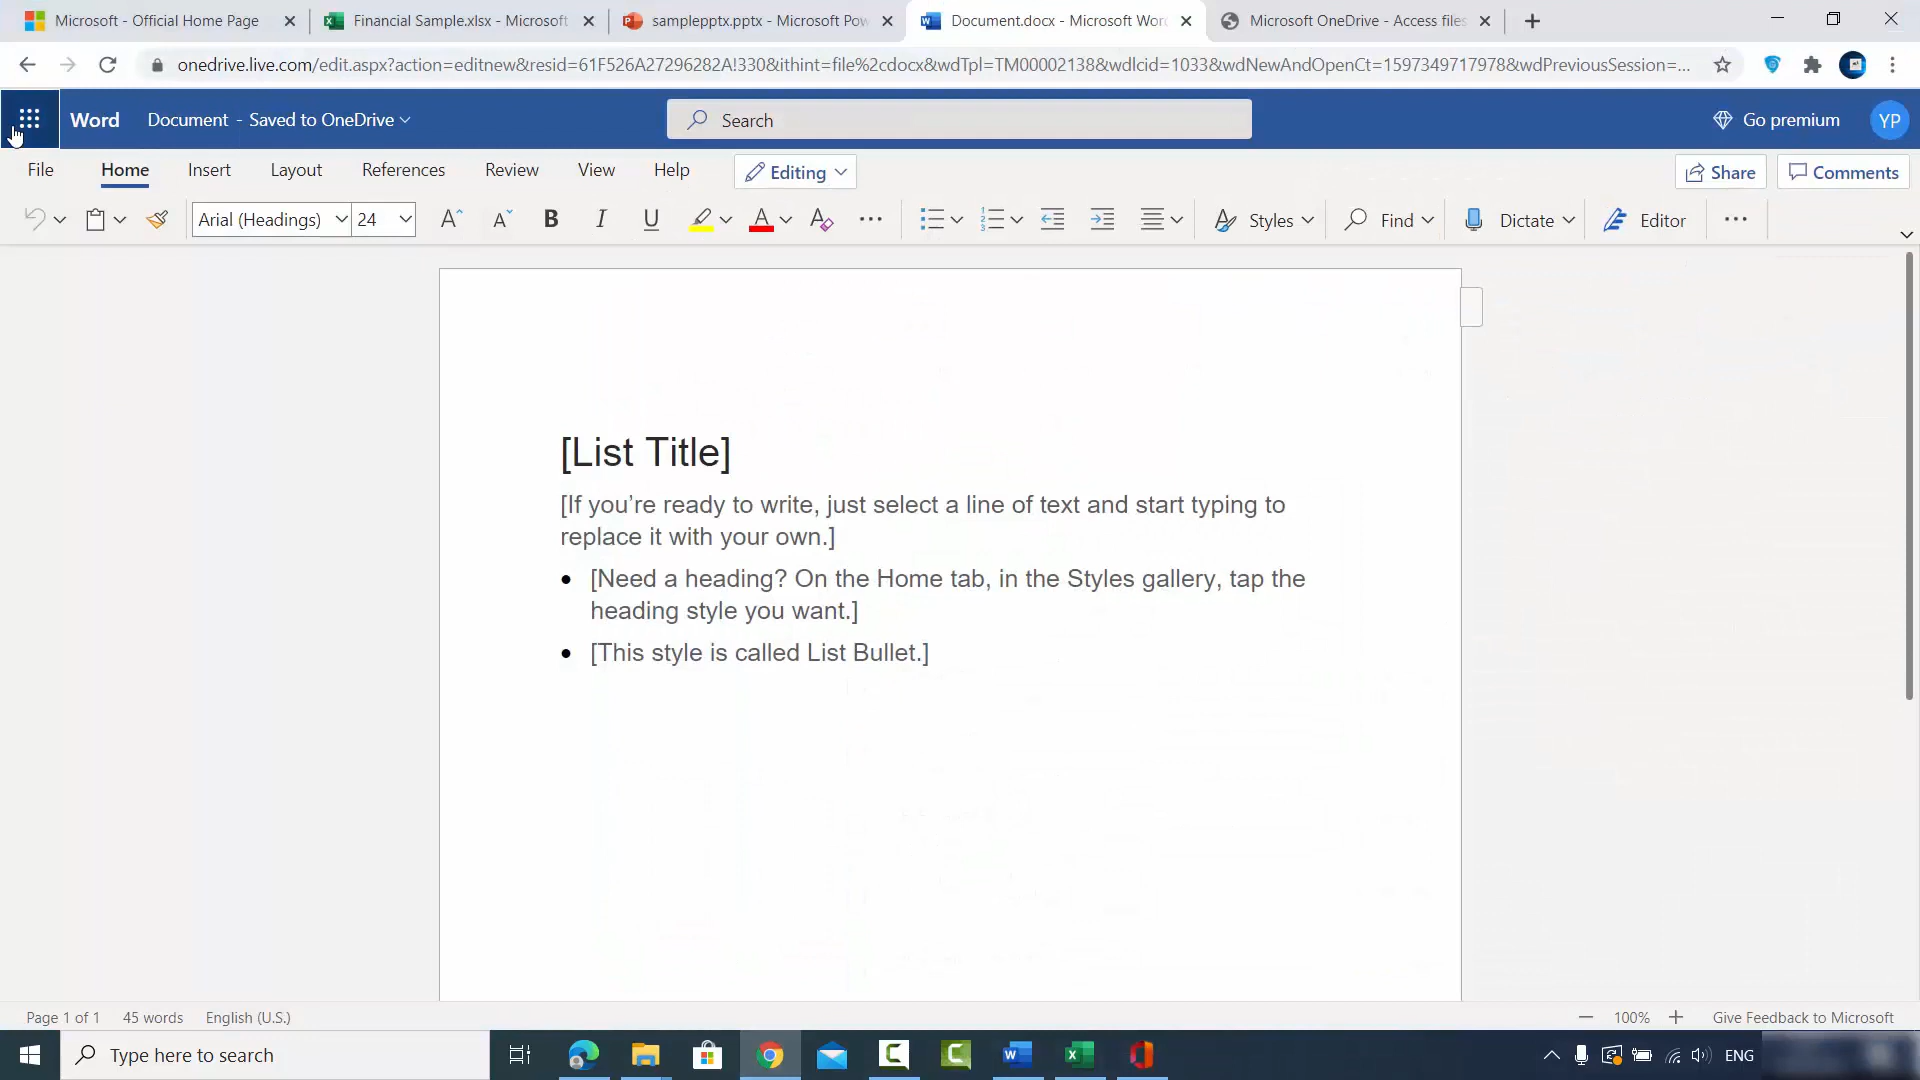 Microsoft - Official Home Page
Financial Sample.xlsx - Microsoft
samplepptx.pptx - Microsoft Pow
Document.docx - Microsoft Word
Microsoft OneDrive - Access files
onedrive.live.com/edit.aspx?action=editnew&resid=61F526A27296282A!330&ithint=file%2cdocx&wdTpl=TM00002138&wdlcid=1033&wdNewAndOpenCt=1597349717978&wdPreviousSession=...
Word
Document - Saved to OneDrive
Search
Go premium
YP
File
Home
Insert
Layout
References
Review
View
Help
Editing
Share
Comments
Arial (Headings)
24
Styles
Find
Dictate
Editor
[List Title]
[If you’re ready to write, just select a line of text and start typing to
replace it with your own.]
[Need a heading? On the Home tab, in the Styles gallery, tap the
heading style you want.]
[This style is called List Bullet.]
Page 1 of 1
45 words
English (U.S.)
100%
Give Feedback to Microsoft
Type here to search
ENG